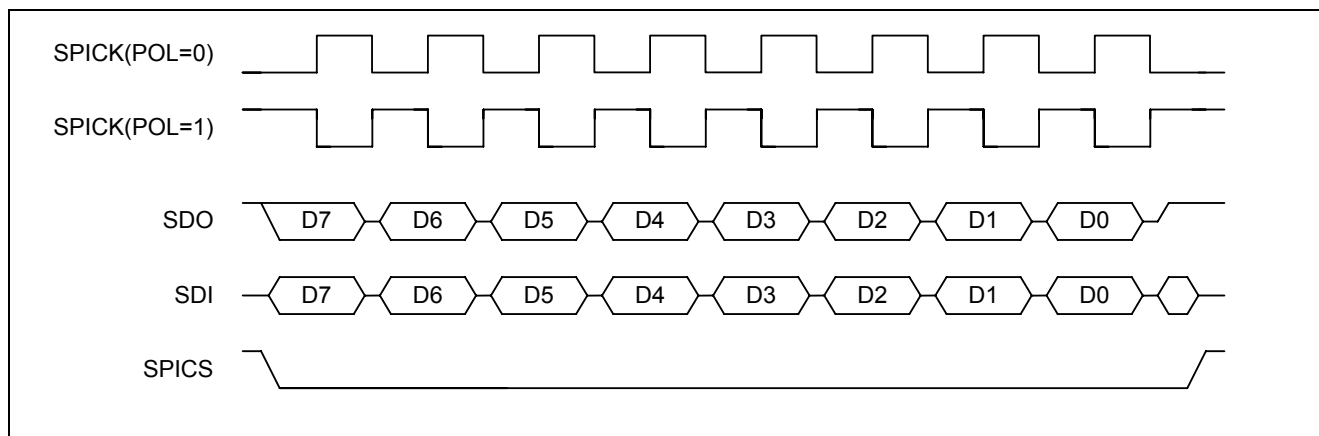 SPICK(POL=0)
SPICK(POL=1)
SDO D7 D6 D5 D4 D3 D2 D1 D0
SDI D7 D6 D5 D4 D3 D2 D1 D0
SPICS